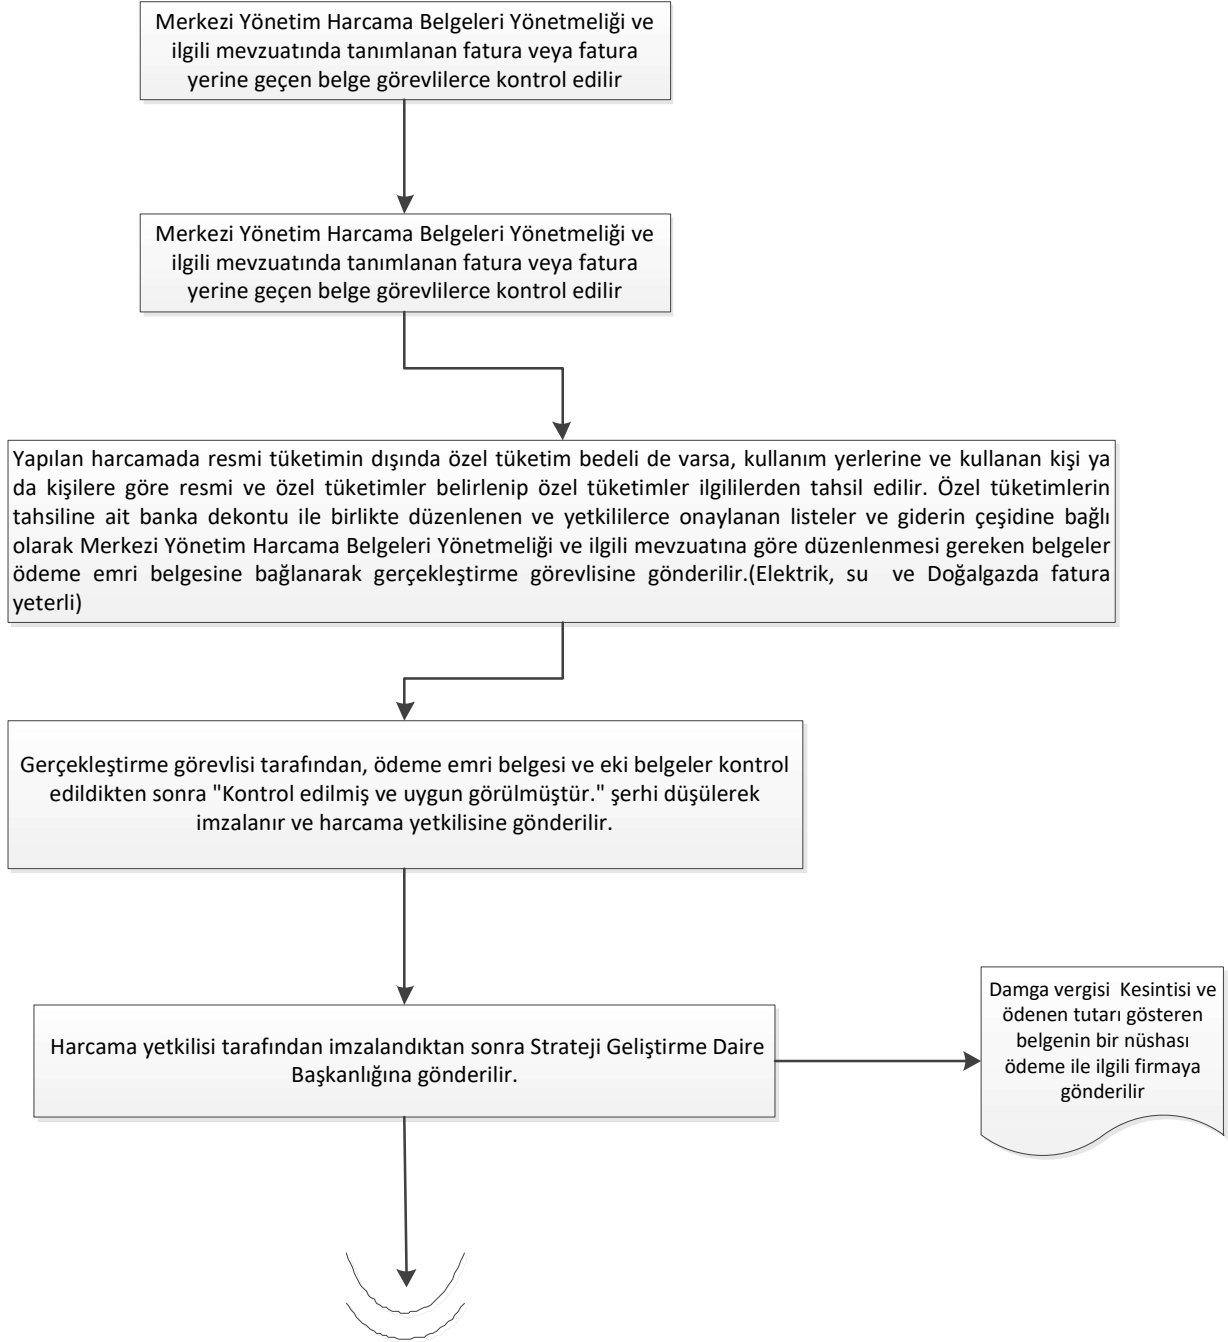 Merkezi Yönetim Harcama Belgeleri Yönetmeliği ve
ilgili mevzuatında tanımlanan fatura veya fatura
yerine geçen belge görevlilerce kontrol edilir
Merkezi Yönetim Harcama Belgeleri Yönetmeliği ve
ilgili mevzuatında tanımlanan fatura veya fatura
yerine geçen belge görevlilerce kontrol edilir
Yapılan harcamada resmi tüketimin dışında özel tüketim bedeli de varsa, kullanım yerlerine ve kullanan kişi ya
da kişilere göre resmi ve özel tüketimler belirlenip özel tüketimler ilgililerden tahsil edilir. Özel tüketimlerin
tahsiline ait banka dekontu ile birlikte düzenlenen ve yetkililerce onaylanan listeler ve giderin çeşidine bağlı
olarak Merkezi Yönetim Harcama Belgeleri Yönetmeliği ve ilgili mevzuatına göre düzenlenmesi gereken belgeler
ödeme emri belgesine bağlanarak gerçekleştirme görevlisine gönderilir.(Elektrik, su ve Doğalgazda fatura
yeterli)
Gerçekleştirme görevlisi tarafından, ödeme emri belgesi ve eki belgeler kontrol
edildikten sonra "Kontrol edilmiş ve uygun görülmüştür." şerhi düşülerek
imzalanır ve harcama yetkilisine gönderilir.
Harcama yetkilisi tarafından imzalandıktan sonra Strateji Geliştirme Daire
Başkanlığına gönderilir.
Damga vergisi Kesintisi ve
ödenen tutarı gösteren
belgenin bir nüshası
ödeme ile ilgili firmaya
gönderilir